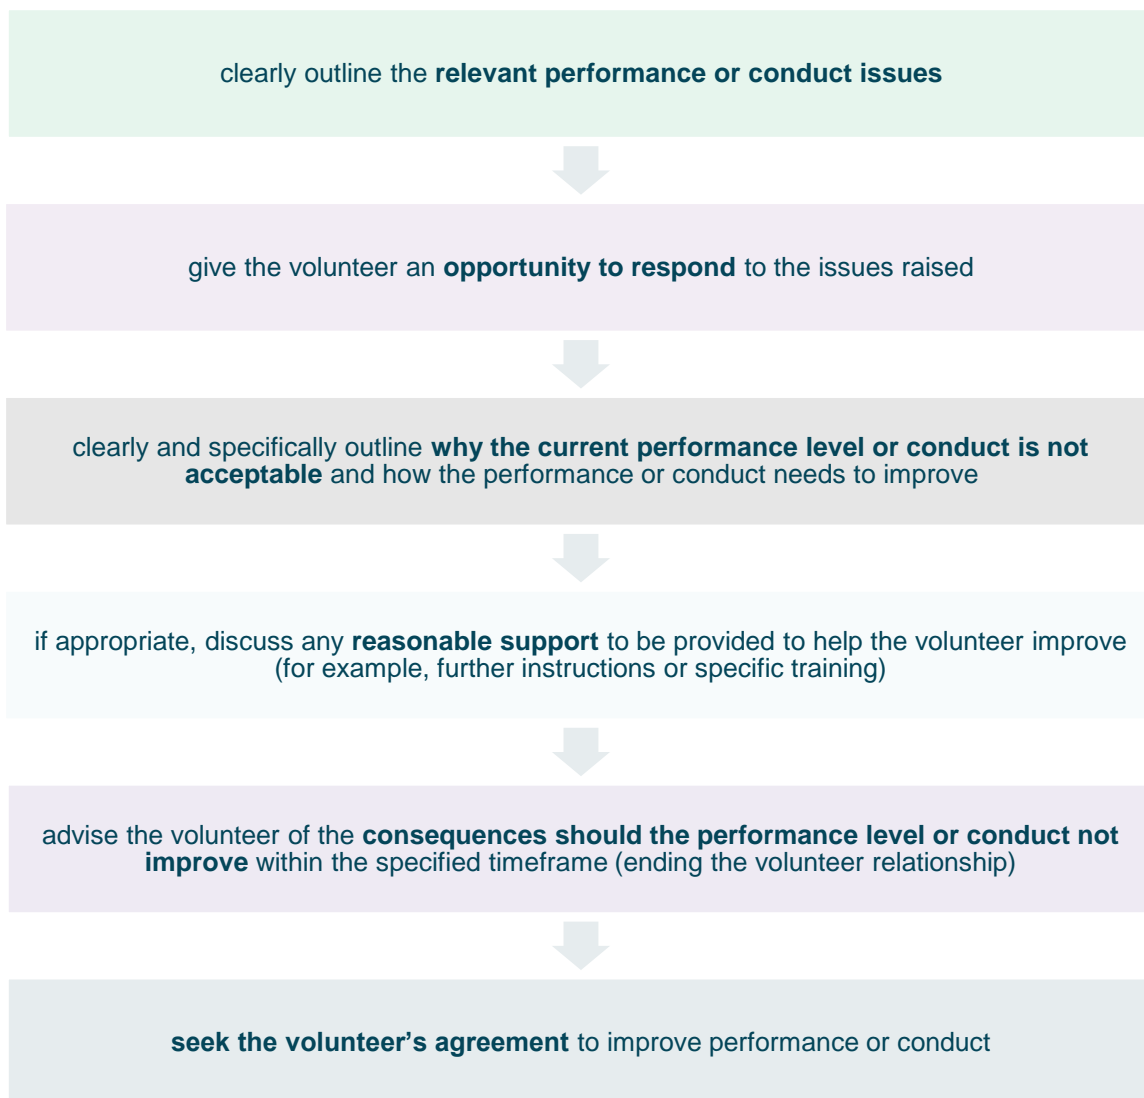 clearly outline the relevant performance or conduct issues
give the volunteer an opportunity to respond to the issues raised
clearly and specifically outline why the current performance level or conduct is not
acceptable and how the performance or conduct needs to improve
if appropriate, discuss any reasonable support to be provided to help the volunteer improve
(for example, further instructions or specific training)
advise the volunteer of the consequences should the performance level or conduct not
improve within the specified timeframe (ending the volunteer relationship)
seek the volunteer’s agreement to improve performance or conduct